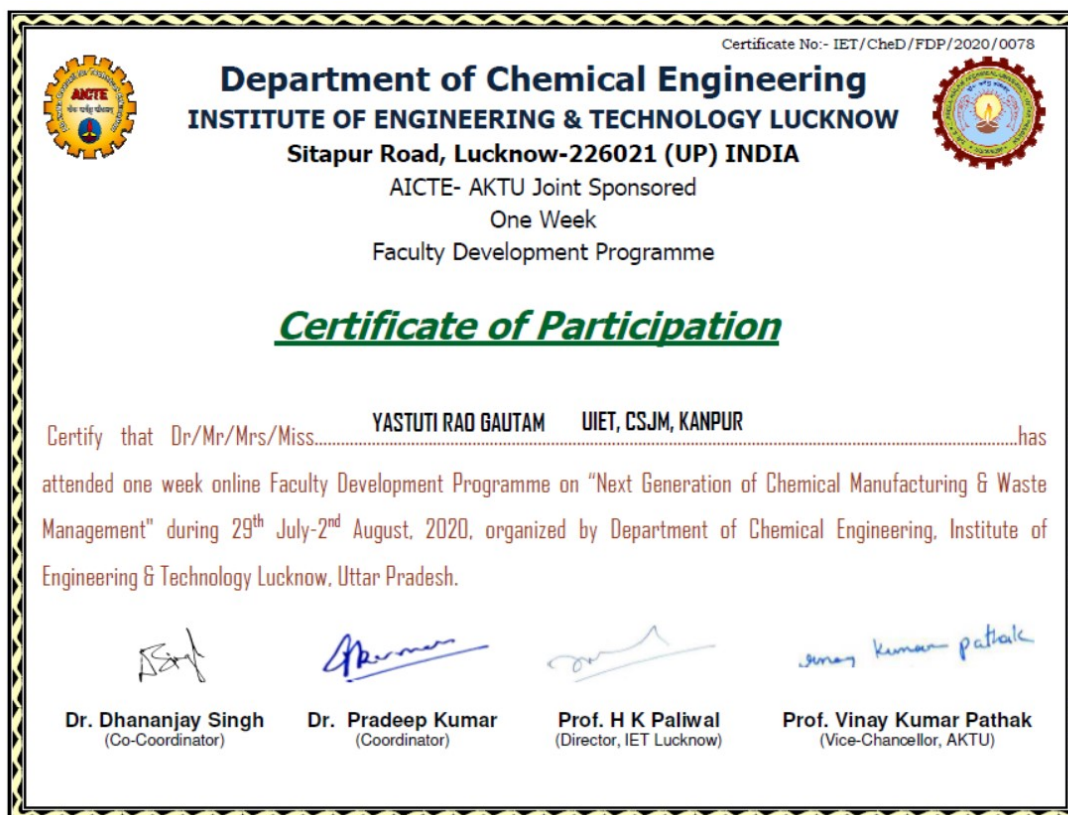 Certificate No:- IET/CheD/FDP/2020/0078
AICTE
Department of Chemical Engineering
INSTITUTE OF ENGINEERING & TECHNOLOGY LUCKNOW
Sitapur Road, Lucknow-226021 (UP) INDIA
AICTE- AKTU Joint Sponsored
One Week
Faculty Development Programme
Certificate of Participation
YASTUTI RAO GAUTAM UIET, CSJM, KANPUR
Certify that Dr/Mr/Mrs/Miss...has
attended one week online Faculty Development Programme on “Next Generation of Chemical Manufacturing & Waste
Management" during 29th July-2nd August, 2020, organized by Department of Chemical Engineering, Institute of
Engineering & Technology Lucknow, Uttar Pradesh.
Kumar pathak
Dr. Dhananjay Singh Dr. Pradeep Kumar Prof. H K Paliwal Prof. Vinay Kumar Pathak
(Co-Coordinator) (Coordinator) (Director, IET Lucknow) (Vice-Chancellor, AKTU)